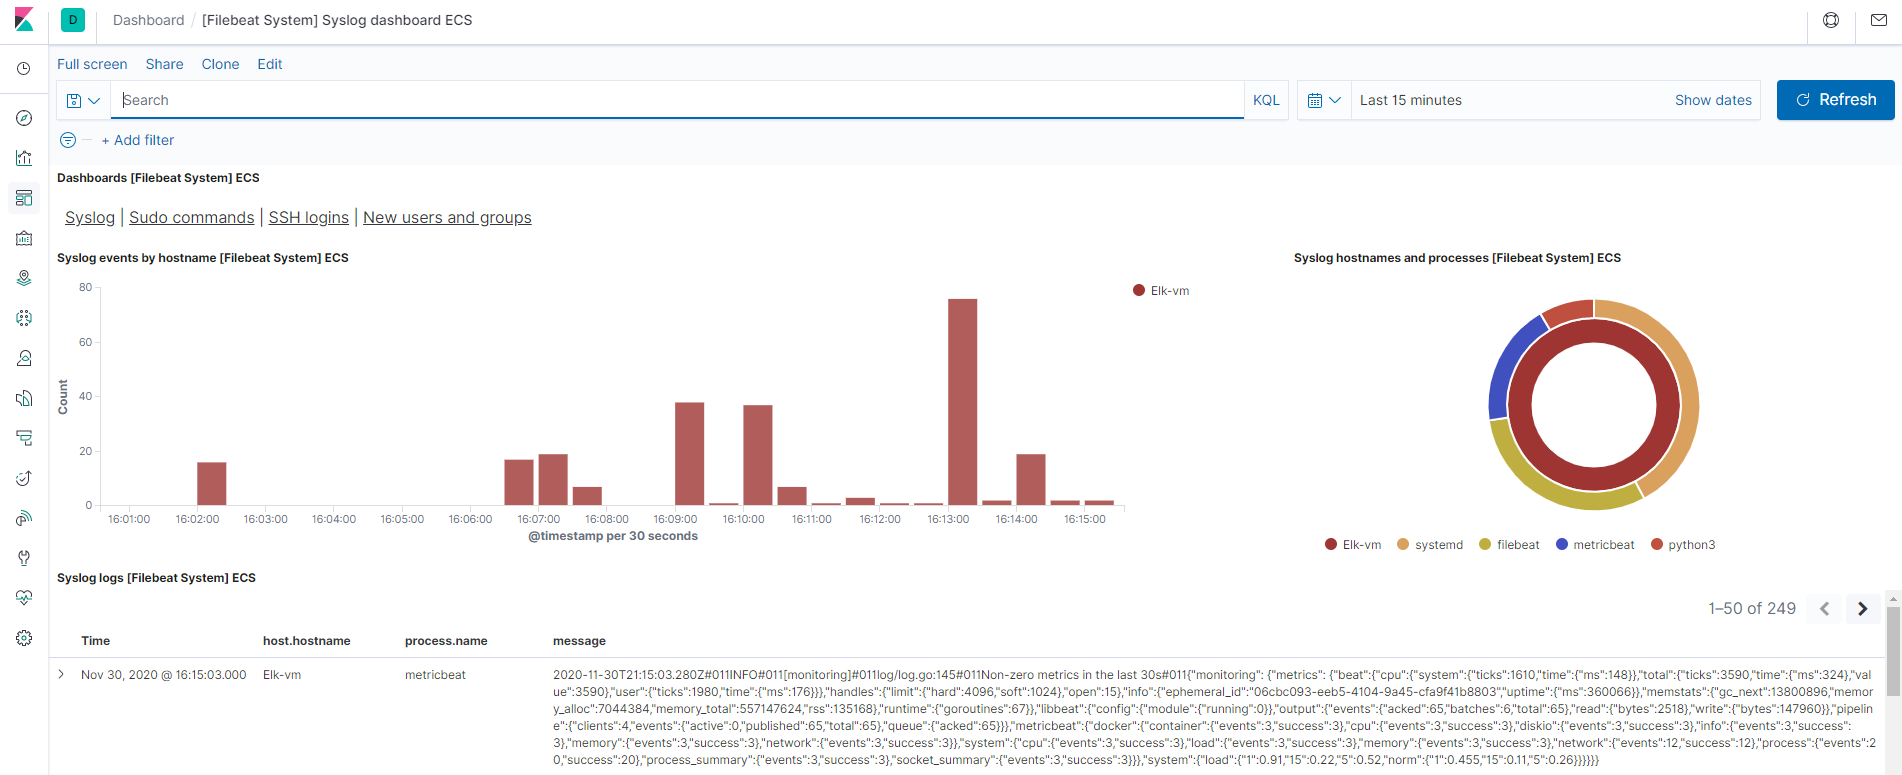 D Dashboard / [Filebeat System] Syslog dashboard ECS
Full screen Share Clone Edit
Search KQL Last 15 minutes Show dates Refresh
+ Add filter
Dashboards [Filebeat System] ECS
Syslog | Sudo commands | SSH logins | New users and groups
Syslog events by hostname [Filebeat System] ECS
80
60
40
20
0
Count
16:01:00 16:02:00 16:03:00 16:04:00 16:05:00 16:06:00 16:07:00 16:08:00 16:09:00 16:10:00 16:11:00 16:12:00 16:13:00 16:14:00 16:15:00
@timestamp per 30 seconds
Elk-vm
Syslog hostnames and processes [Filebeat System] ECS
Elk-vm systemd filebeat metricbeat python3
Syslog logs [Filebeat System] ECS
1–50 of 249
Time host.hostname process.name message
Nov 30, 2020 @ 16:15:03.000 Elk-vm metricbeat 2020-11-30T21:15:03.280Z#011INFO#011[monitoring]#011log/log.go:145#011Non-zero metrics in the last 30s#011{"monitoring": {"metrics": {"beat":{"cpu":{"system":{"ticks":1610,"time":{"ms":148}},"total":{"ticks":3590,"time":{"ms":324},"val
ue":3590},"user":{"ticks":1980,"time":{"ms":176}}},"handles":{"limit":{"hard":4096,"soft":1024},"open":15},"info":{"ephemeral_id":"06cbc093-eeb5-4104-9a45-cfa9f41b8803","uptime":{"ms":360066}},"memstats":{"gc_next":13800896,"memor
y_alloc":7044384,"memory_total":557147624,"rss":135168},"runtime":{"goroutines":67}},"libbeat":{"config":{"module":{"running":0}},"output":{"events":{"acked":65,"batches":6,"total":65},"read":{"bytes":2518},"write":{"bytes":147960}},"pipeli
ne":{"clients":4,"events":{"active":0,"published":65,"total":65},"queue":{"acked":65}}},"metricbeat":{"docker":{"container":{"events":3,"success":3},"cpu":{"events":3,"success":3},"diskio":{"events":3,"success":3},"info":{"events":3,"success":
3},"memory":{"events":3,"success":3},"network":{"events":3,"success":3}},"system":{"cpu":{"events":3,"success":3},"load":{"events":3,"success":3},"memory":{"events":3,"success":3},"network":{"events":12,"success":12},"process":{"events":2
0,"success":20},"process_summary":{"events":3,"success":3},"socket_summary":{"events":3,"success":3}}},"system":{"load":{"1":0.91,"15":0.22,"5":0.52,"norm":{"1":0.455,"15":0.11,"5":0.26}}}}}}